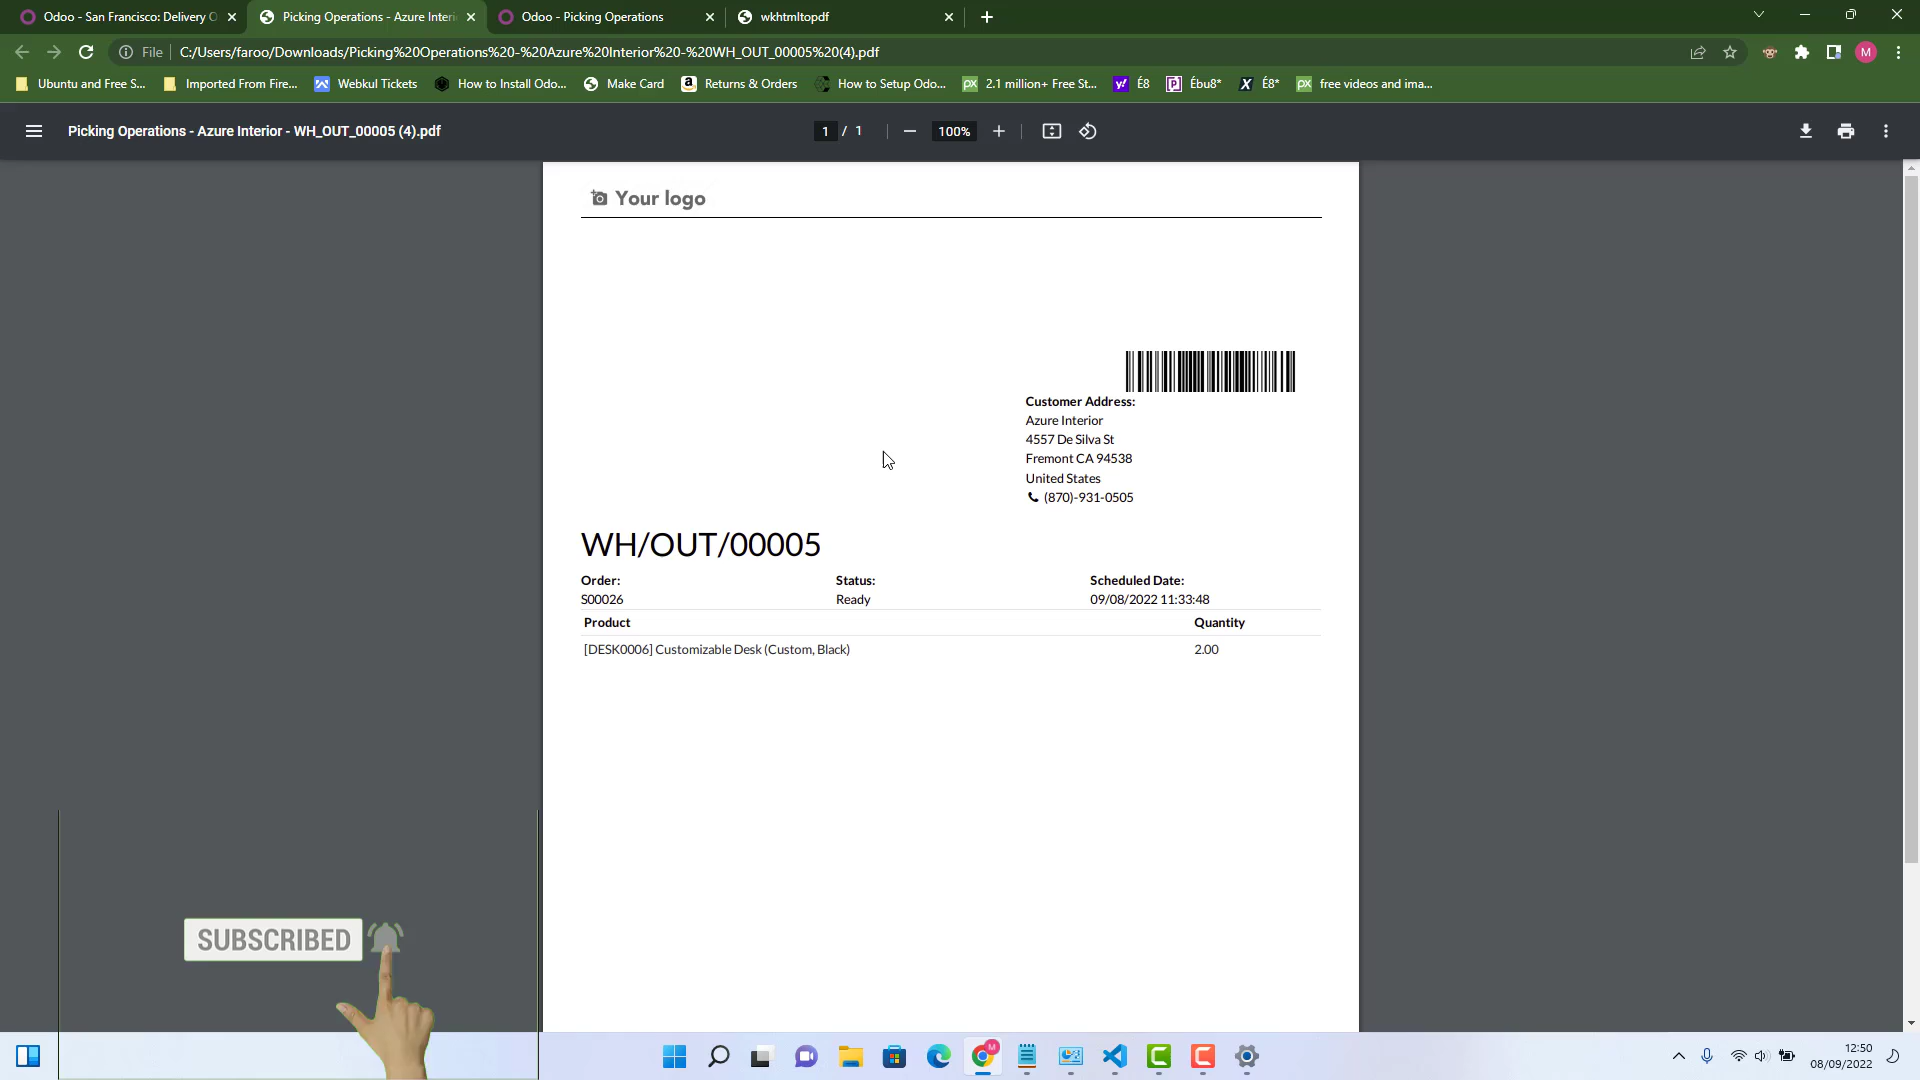 Odoo - San Francisco: Delivery O
Picking Operations - Azure Interi
Odoo - Picking Operations
wkhtmltopdf
File
C:/Users/faroo/Downloads/Picking%20Operations%20-%20Azure%20Interior%20-%20WH_OUT_00005%20(4).pdf
M
Ubuntu and Free S...
Imported From Fire...
Webkul Tickets
How to Install Odo...
Make Card
Returns & Orders
How to Setup Odo...
2.1 million+ Free St...
É8
Ébu8*
É8*
free videos and ima...
Picking Operations - Azure Interior - WH_OUT_00005 (4).pdf
1 / 1
100%
Your logo
Customer Address:
Azure Interior
4557 De Silva St
Fremont CA 94538
United States
(870)-931-0505
WH/OUT/00005
Order: Status: Scheduled Date:
S00026 Ready 09/08/2022 11:33:48
Product Quantity
[DESK0006] Customizable Desk (Custom, Black) 2.00
SUBSCRIBED
12:50
08/09/2022